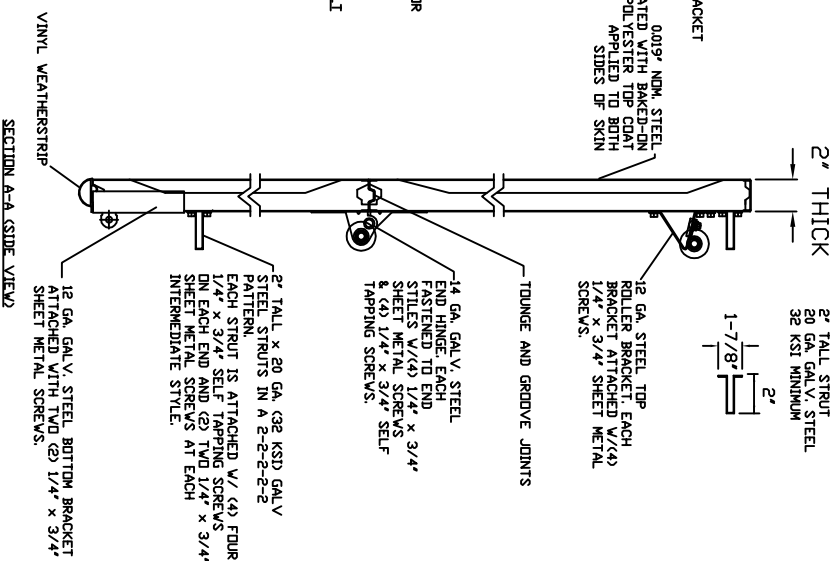 ACKET
0.019" NOM. STEEL
ATED WITH BAKED-ON
POLYESTER TOP COAT
APPLIED TO BOTH
SIDES OF SKIN
OR
LI
VINYL WEATHERSTRIP
2" THICK
2" TALL STRUT
20 GA. GALV. STEEL
32 KSI MINIMUM
1-7/8"
2"
12 GA. STEEL TOP
ROLLER BRACKET. EACH
BRACKET ATTACHED W/(4)
1/4" x 3/4" SHEET METAL
SCREWS.
TOUNGE AND GROOVE JOINTS
14 GA. GALV. STEEL
END HINGE. EACH
FASTENED TO END
STILES W/(4) 1/4" x 3/4"
SHEET METAL SCREWS
& (4) 1/4" x 3/4" SELF
TAPPING SCREWS.
2" TALL x 20 GA. (32 KSI) GALV
STEEL STRUTS IN A 2-2-2-2-2
PATTERN.
EACH STRUT IS ATTACHED W/ (4) FOUR
1/4" x 3/4" SELF TAPPING SCREWS
ON EACH END AND (2) TWO 1/4" x 3/4"
SHEET METAL SCREWS AT EACH
INTERMEDIATE STYLE.
12 GA. GALV. STEEL BOTTOM BRACKET
ATTACHED WITH TWO (2) 1/4" x 3/4"
SHEET METAL SCREWS.
SECTION A-A (SIDE VIEW)